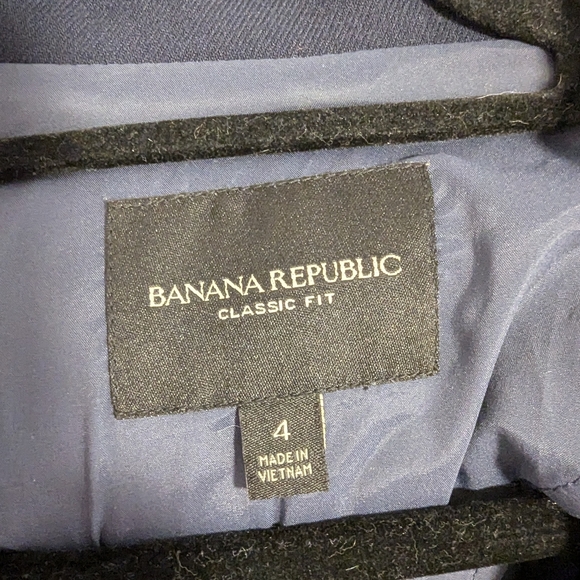 BANANA REPUBLIC
CLASSIC FIT
4
MADE IN
VIETNAM